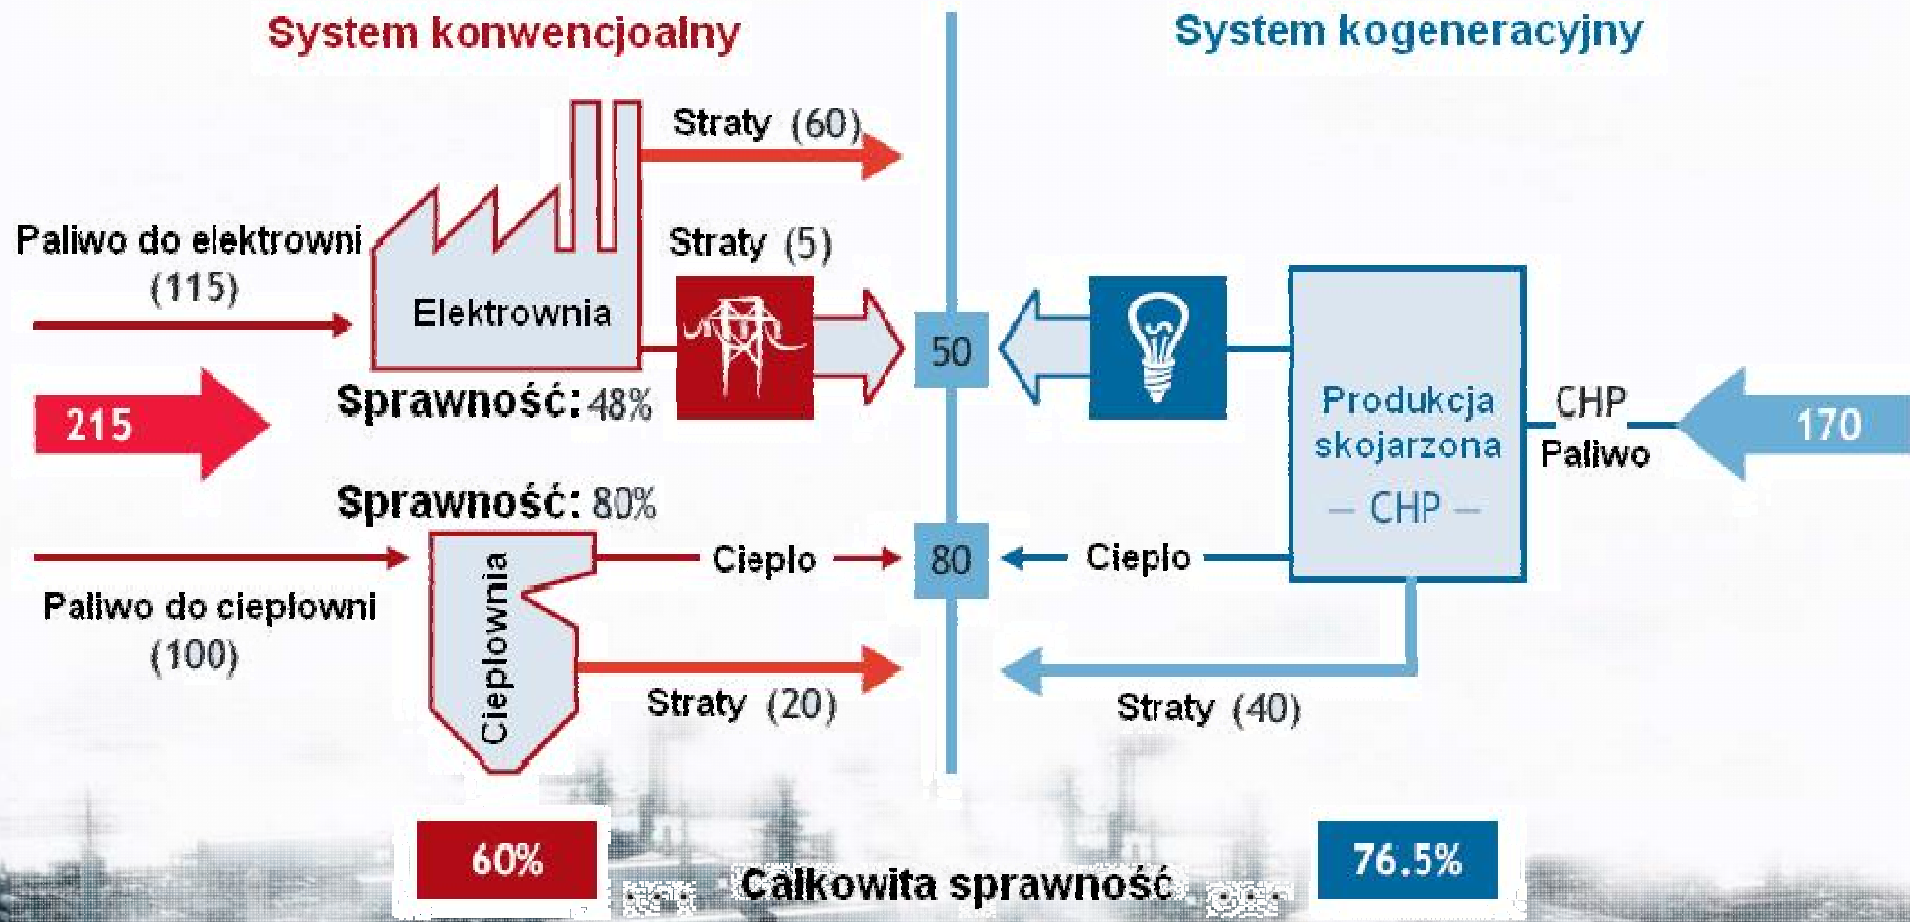 System konwencjoalny
Straty (60)
Paliwo do elektrowni
(115)
Straty (5)
Elektrownia
Sprawność: 48%
215
Sprawność: 80%
Ciepło
Paliwo do ciepłowni
(100)
Ciepłownia
Straty (20)
50
80
System kogeneracyjny
Produkcja
skojarzona
– CHP –
CHP
Paliwo
170
Ciepło
Straty (40)
60%
Całkowita sprawność
76.5%